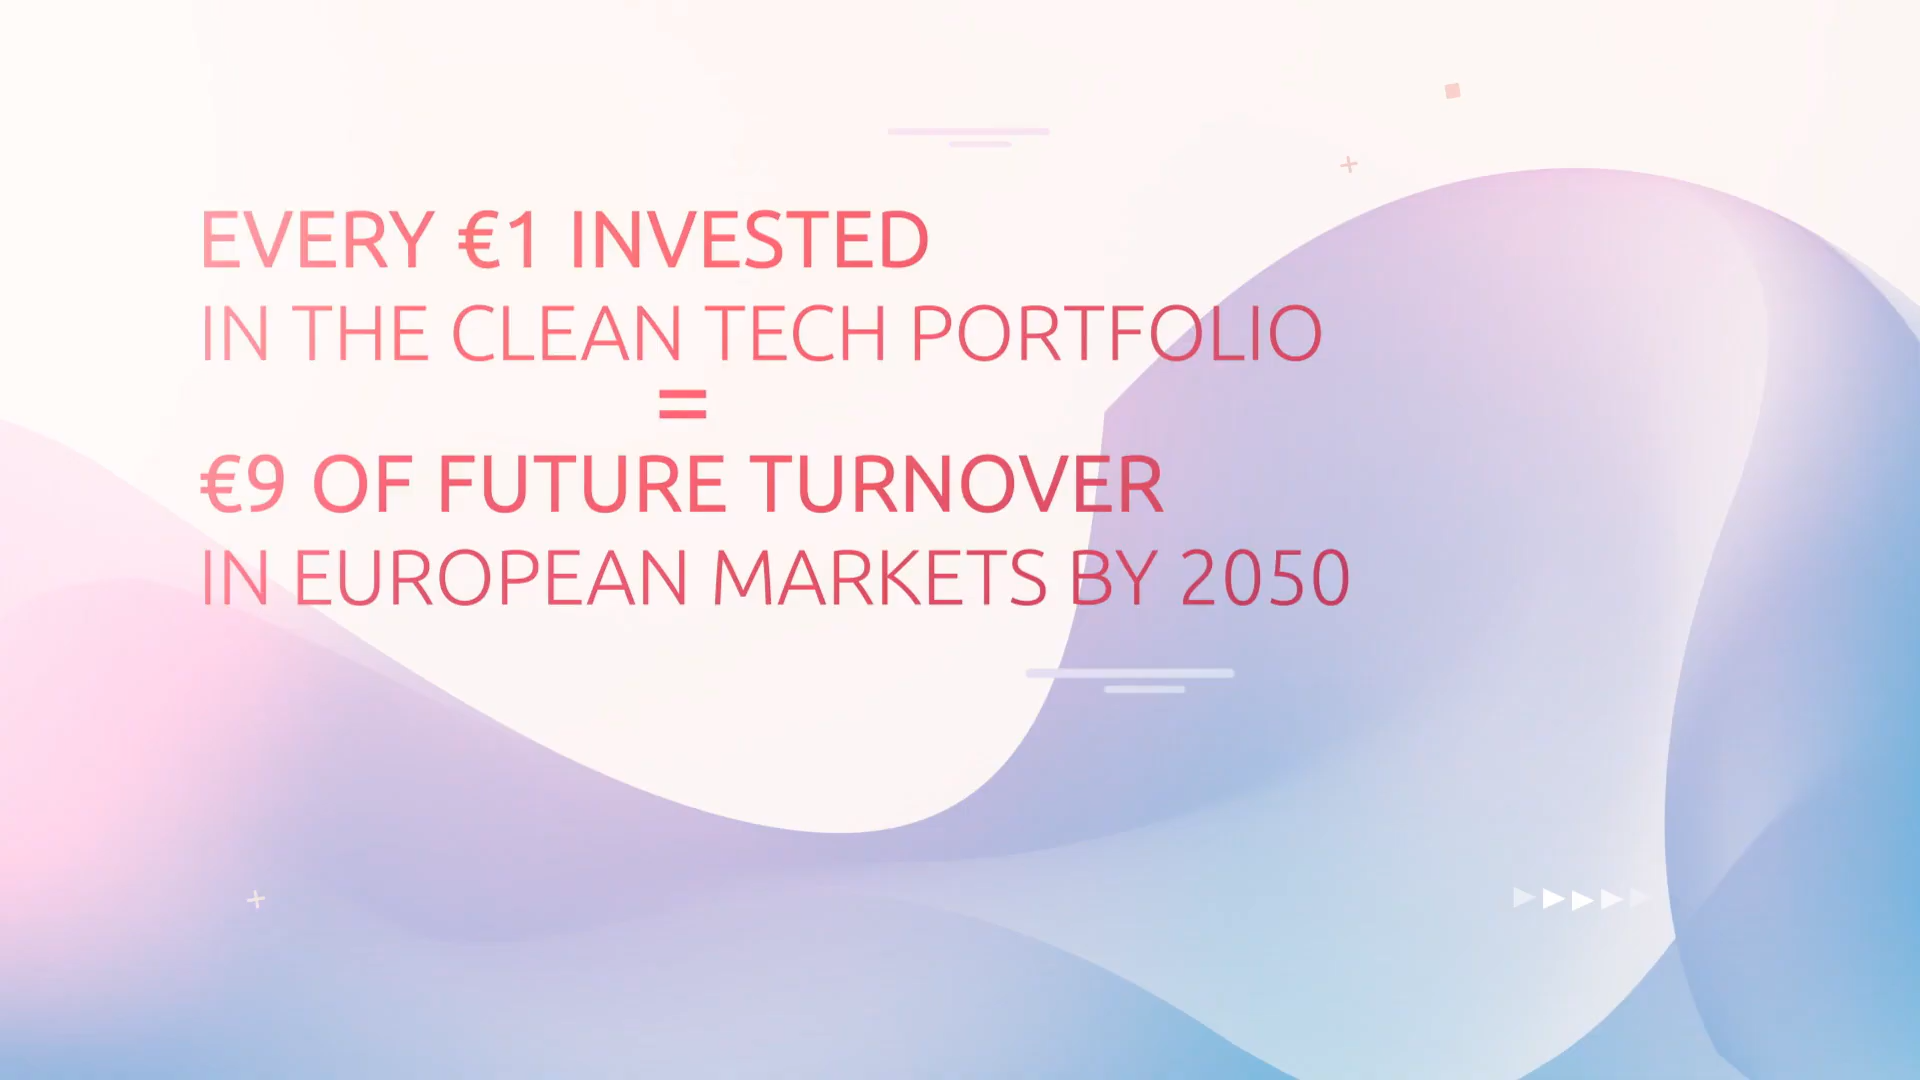 EVERY €1 INVESTED
IN THE CLEAN TECH PORTFOLIO
=
€9 OF FUTURE TURNOVER
IN EUROPEAN MARKETS BY 2050